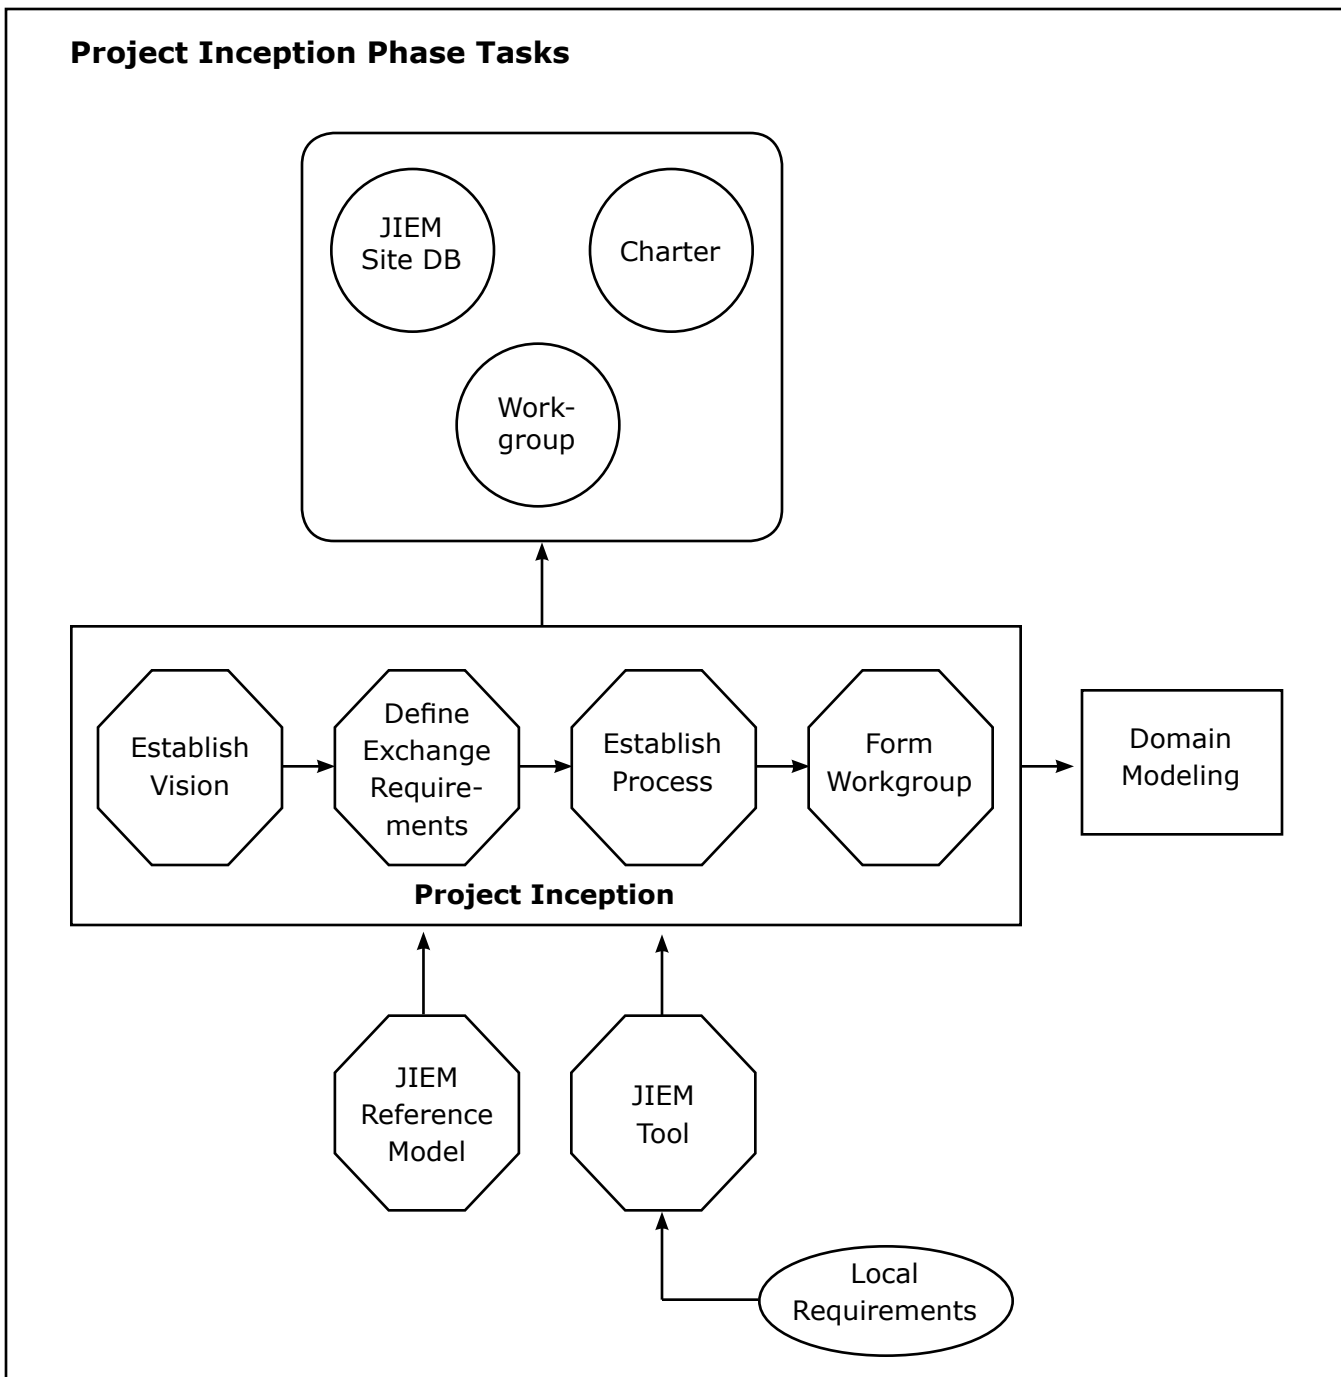 Project Inception Phase Tasks
JIEM
Site DB
Charter
Work-
group
Establish
Vision
Define
Exchange
Require-
ments
Establish
Process
Form
Workgroup
Domain
Modeling
Project Inception
JIEM
Reference
Model
JIEM
Tool
Local
Requirements